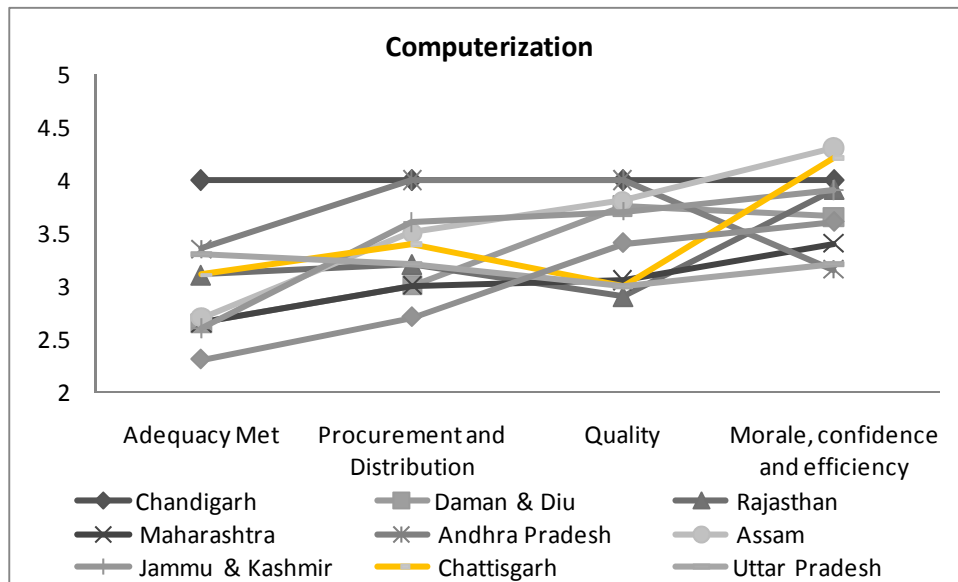 Computerization
5
4.5
4
3.5
3
2.5
2
Adequacy Met
Procurement and
Distribution
Quality
Morale, confidence
and efficiency
Chandigarh
Daman & Diu
Rajasthan
Maharashtra
Andhra Pradesh
Assam
Jammu & Kashmir
Chattisgarh
Uttar Pradesh